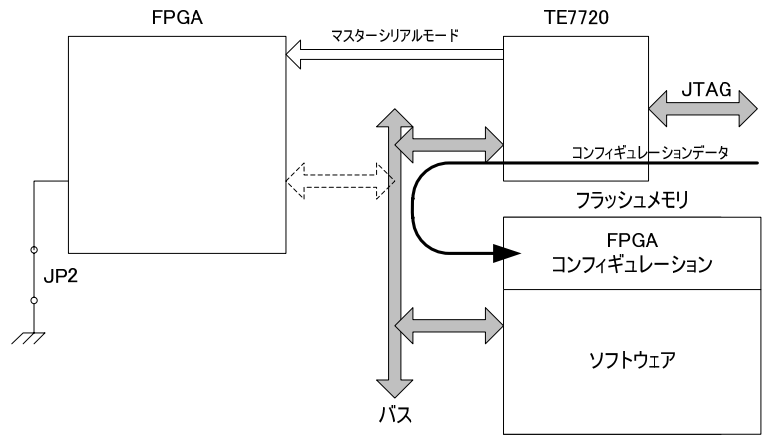 FPGA
TE7720
マスターシリアルモード
JTAG
コンフィギュレーションデータ
フラッシュメモリ
FPGA
コンフィギュレーション
JP2
ソフトウェア
バス